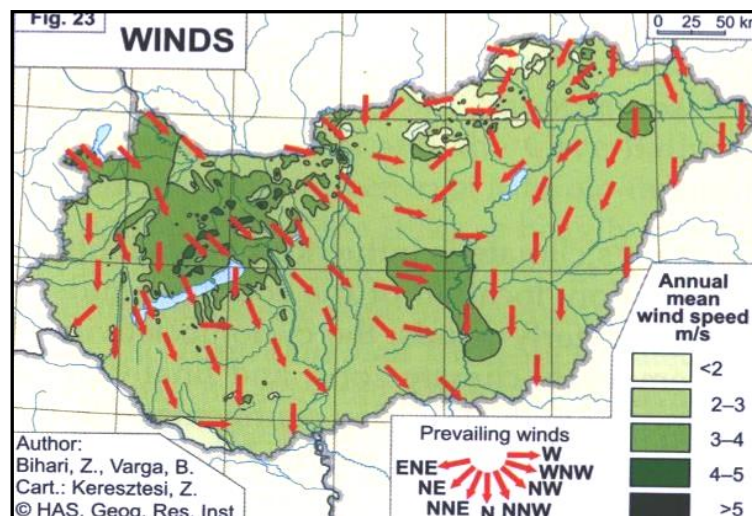 Fig. 23
WINDS
0 25 50 km
Annual
mean
wind speed
m/s
<2
2–3
3–4
4–5
>5
Prevailing winds
W
WNW
NW
NNW
N
NNE
NE
ENE
Author:
Bihari, Z., Varga, B.
Cart.: Keresztesi, Z.
© HAS, Geog. Res. Inst